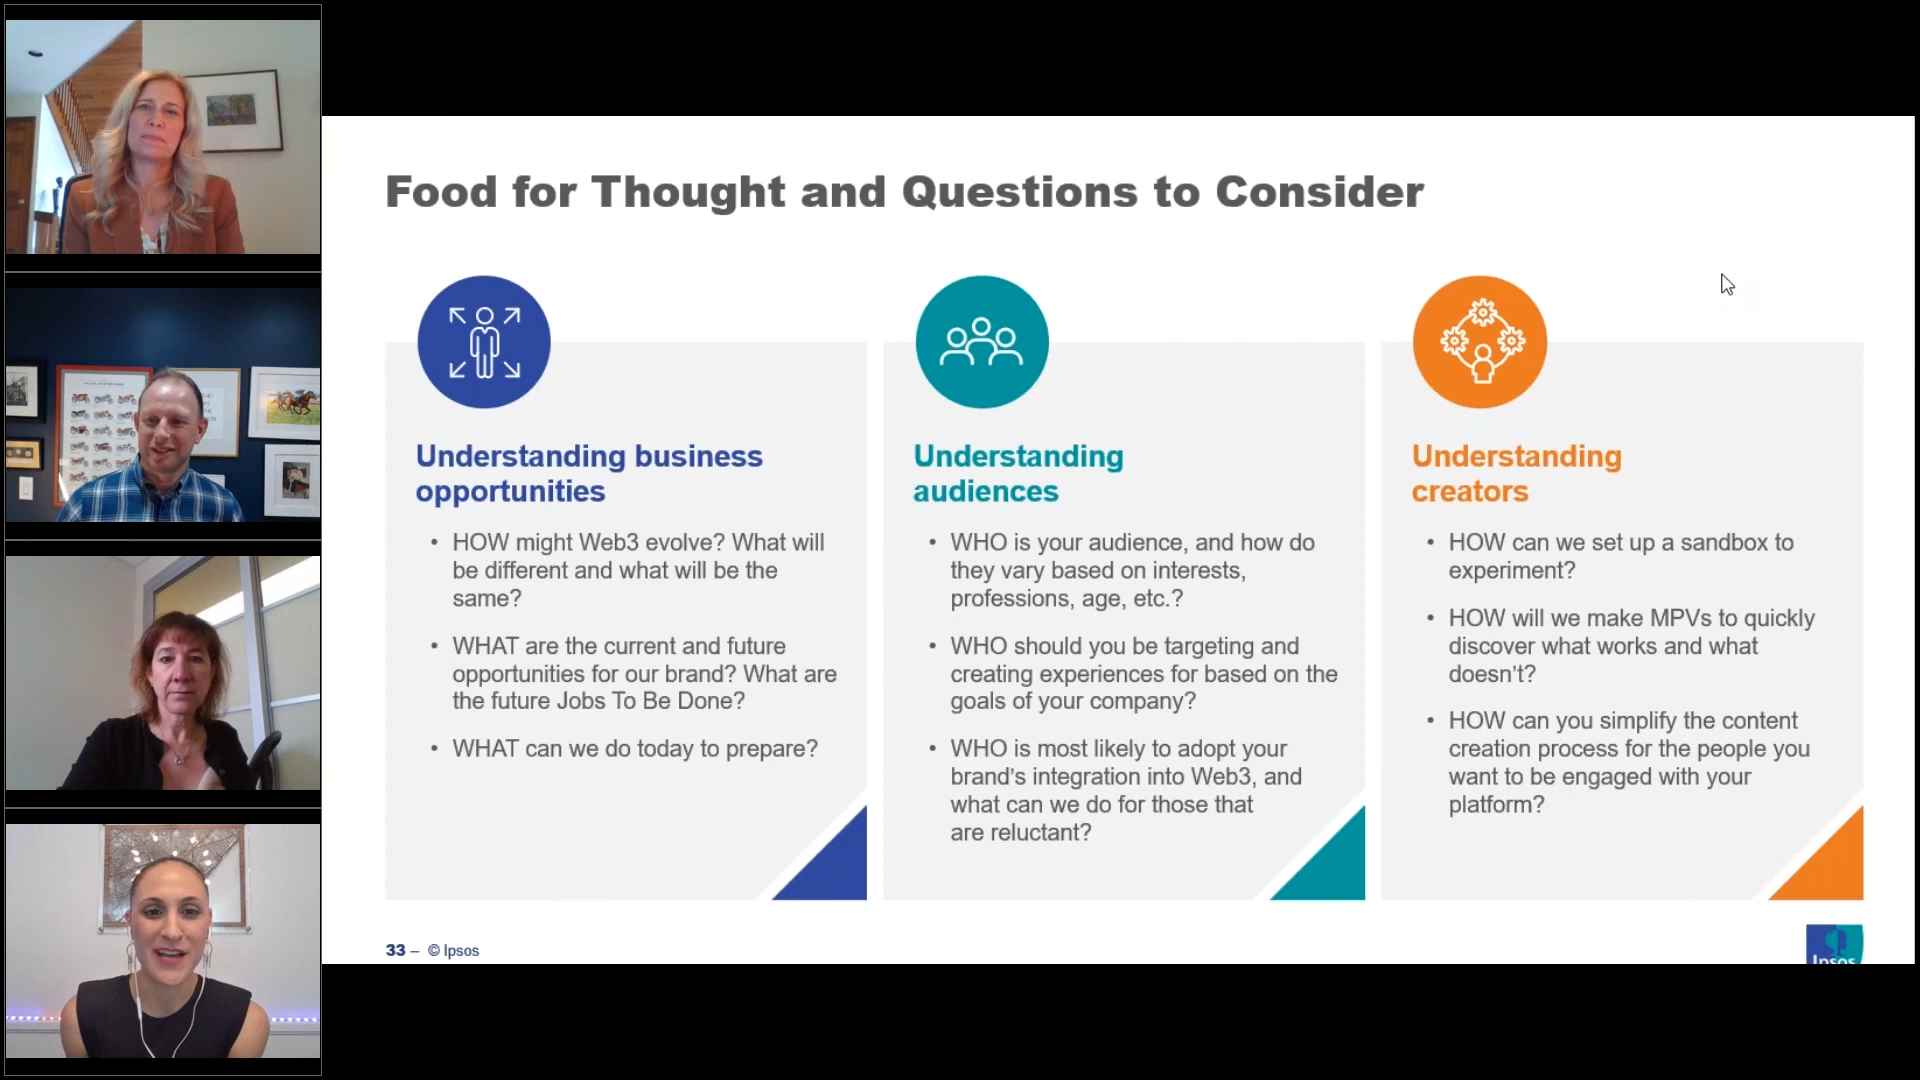 Food for Thought and Questions to Consider
Understanding business
opportunities
• HOW might Web3 evolve? What will
be different and what will be the
same?
• WHAT are the current and future
opportunities for our brand? What are
the future Jobs To Be Done?
• WHAT can we do today to prepare?
Understanding
audiences
• WHO is your audience, and how do
they vary based on interests,
professions, age, etc.?
• WHO should you be targeting and
creating experiences for based on the
goals of your company?
• WHO is most likely to adopt your
brand’s integration into Web3, and
what can we do for those that
are reluctant?
Understanding
creators
• HOW can we set up a sandbox to
experiment?
• HOW will we make MPVs to quickly
discover what works and what
doesn’t?
• HOW can you simplify the content
creation process for the people you
want to be engaged with your
platform?
33 – © Ipsos
Ipsos